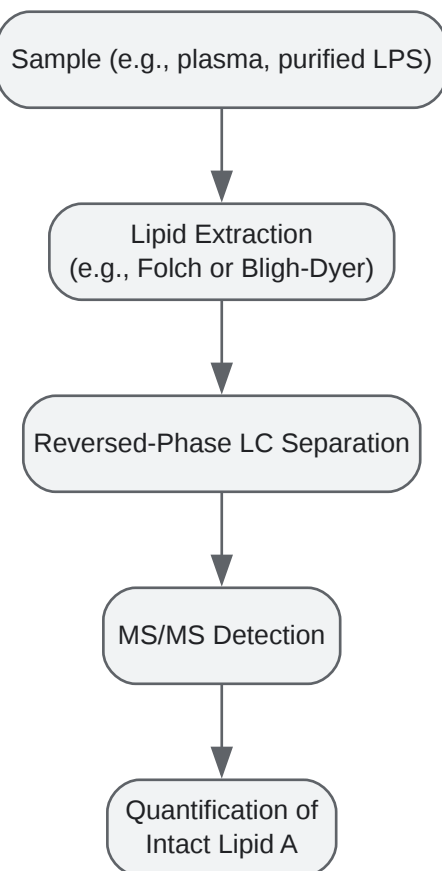 Sample (e.g., plasma, purified LPS)
Lipid Extraction
(e.g., Folch or Bligh-Dyer)
Reversed-Phase LC Separation
MS/MS Detection
Quantification of
Intact Lipid A